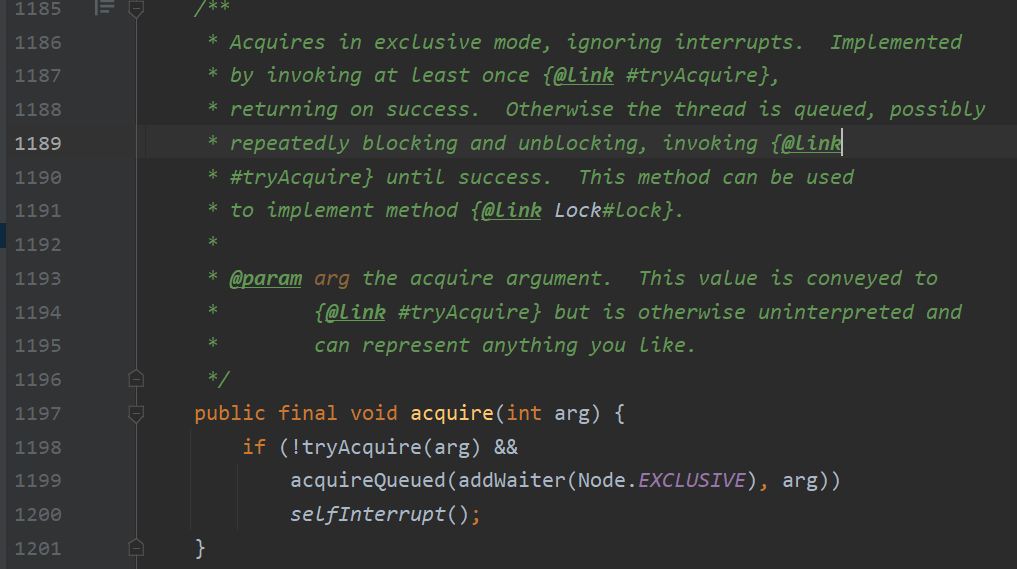 1185 /**
1186 * Acquires in exclusive mode, ignoring interrupts.  Implemented
1187 * by invoking at least once {@link #tryAcquire},
1188 * returning on success.  Otherwise the thread is queued, possibly
1189 * repeatedly blocking and unblocking, invoking {@link
1190 * #tryAcquire} until success.  This method can be used
1191 * to implement method {@link Lock#lock}.
1192 *
1193 * @param arg the acquire argument.  This value is conveyed to
1194 *        {@link #tryAcquire} but is otherwise uninterpreted and
1195 *        can represent anything you like.
1196 */
1197 public final void acquire(int arg) {
1198     if (!tryAcquire(arg) &&
1199         acquireQueued(addWaiter(Node.EXCLUSIVE), arg))
1200         selfInterrupt();
1201 }